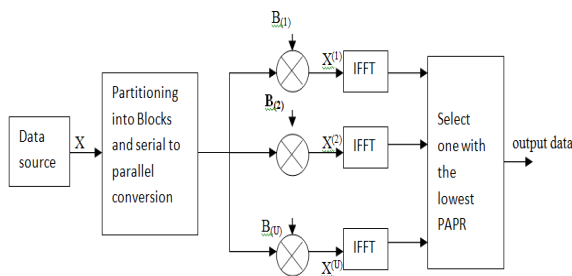 Data
source
X
Partitioning
into Blocks
and serial to
parallel
conversion
B(1)
X(1)
IFFT
B(2)
X(2)
IFFT
B(U)
X(U)
IFFT
Select
one with
the
lowest
PAPR
output data